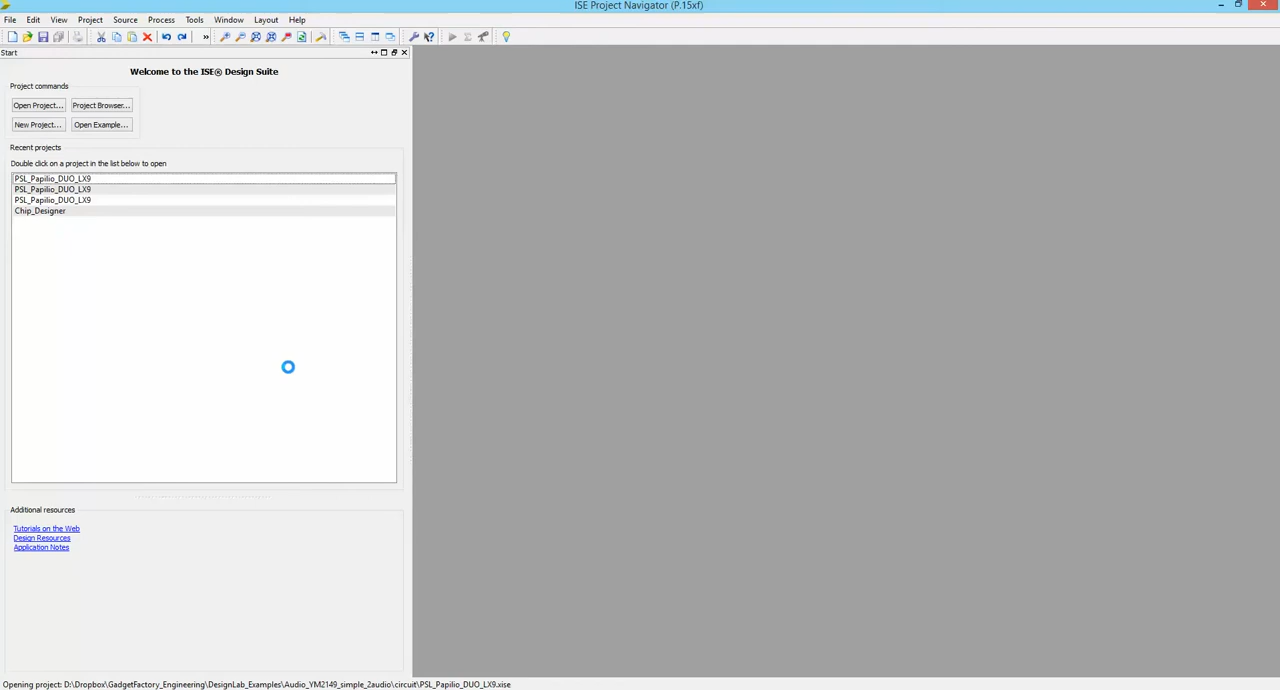 ISE Project Navigator (P.15xf)
File Edit View Project Source Process Tools Window Layout Help
Start
Welcome to the ISE® Design Suite
Project commands
Open Project... Project Browser...
New Project... Open Example...
Recent projects
Double click on a project in the list below to open
PSL_Papilio_DUO_LX9
PSL_Papilio_DUO_LX9
PSL_Papilio_DUO_LX9
Chip_Designer
Additional resources
Tutorials on the Web
Design Resources
Application Notes
Opening project: D:\Dropbox\GadgetFactory_Engineering\DesignLab_Examples\Audio_YM2149_simple_2audio\circuit\PSL_Papilio_DUO_LX9.xise